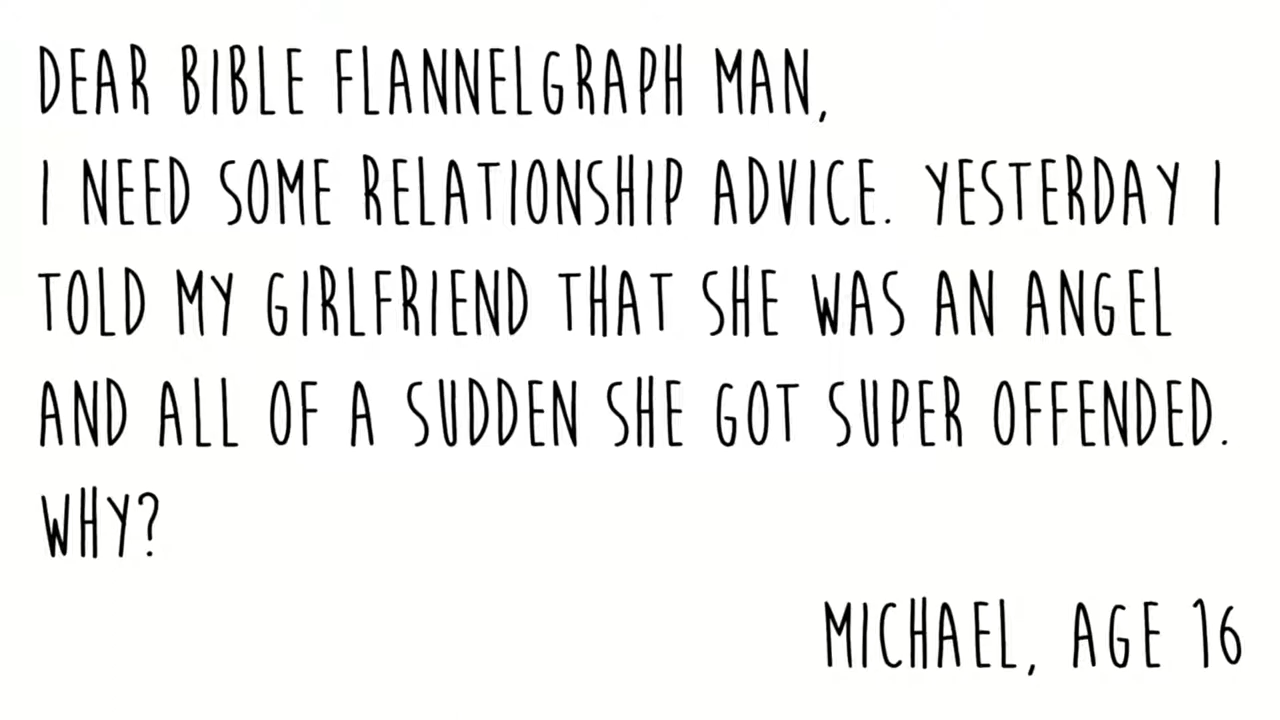 DEAR BIBLE FLANNELGRAPH MAN,
I NEED SOME RELATIONSHIP ADVICE. YESTERDAY I
TOLD MY GIRLFRIEND THAT SHE WAS AN ANGEL
AND ALL OF A SUDDEN SHE GOT SUPER OFFENDED.
WHY?
MICHAEL, AGE 16